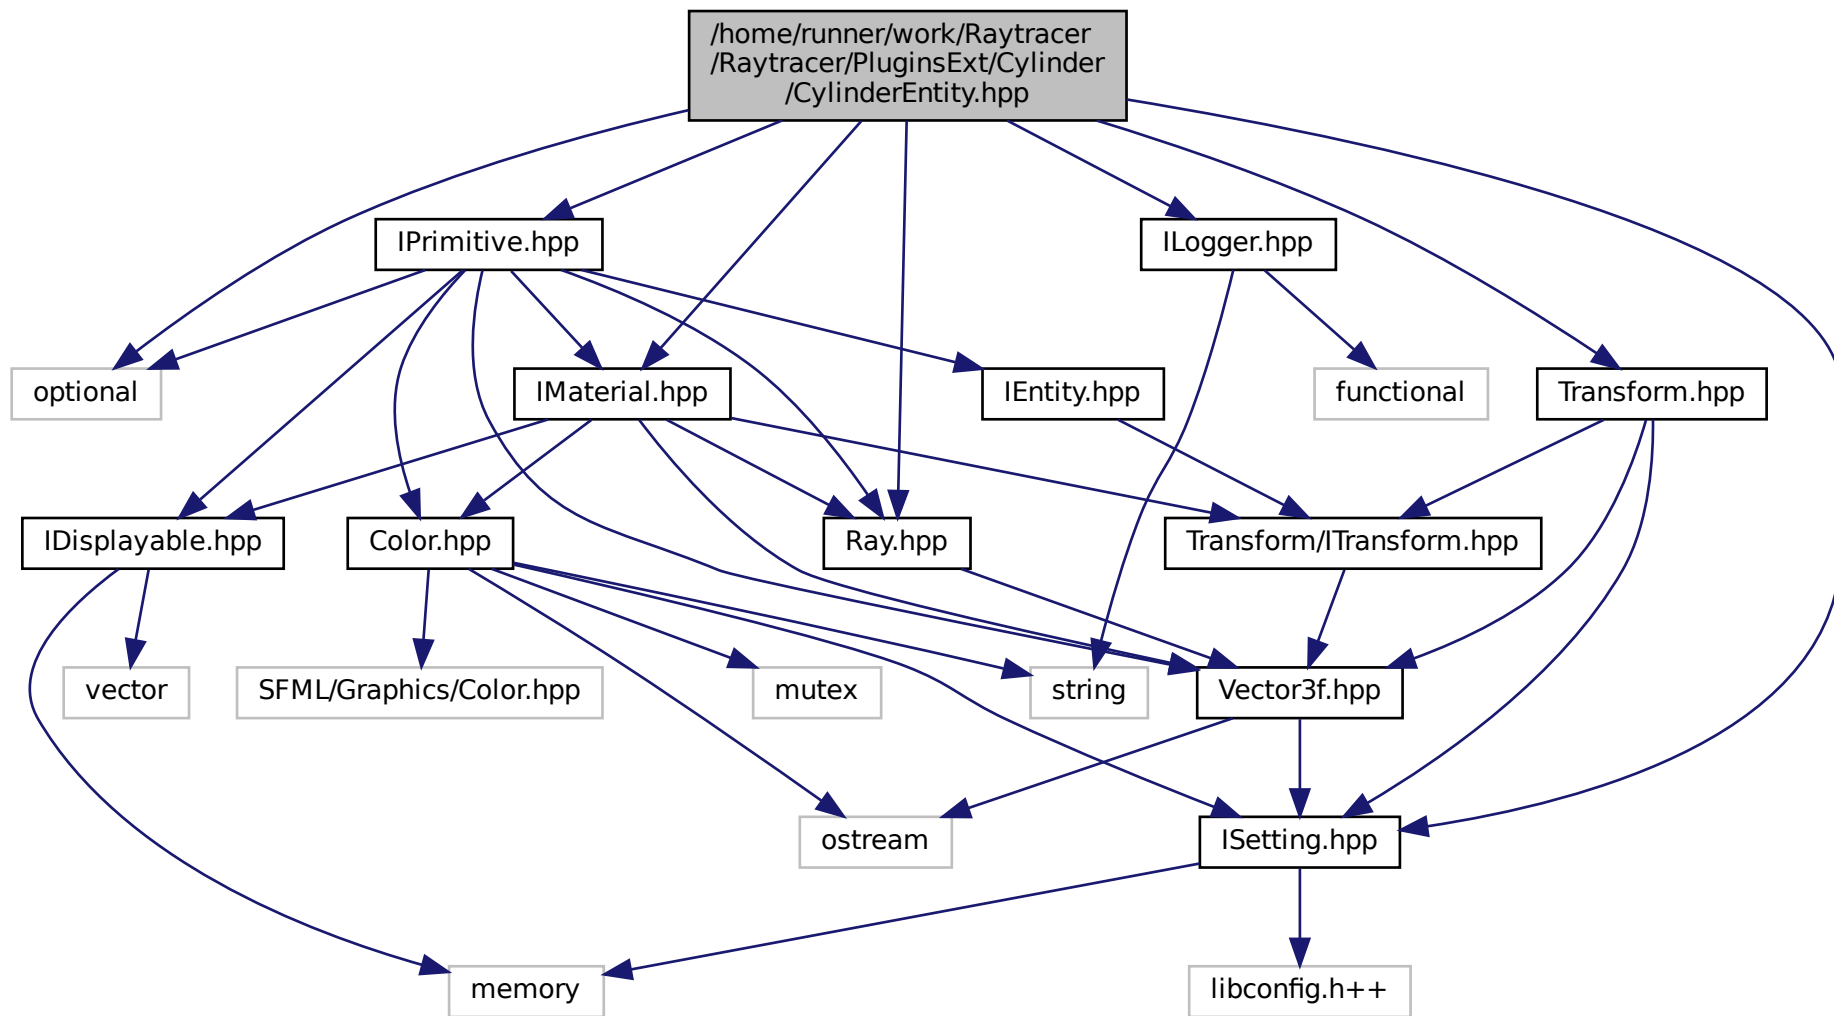 /home/runner/work/Raytracer
/Raytracer/PluginsExt/Cylinder
/CylinderEntity.hpp
IPrimitive.hpp
ILogger.hpp
optional
IMaterial.hpp
IEntity.hpp
functional
Transform.hpp
IDisplayable.hpp
Color.hpp
Ray.hpp
Transform/ITransform.hpp
vector
SFML/Graphics/Color.hpp
mutex
string
Vector3f.hpp
ostream
ISetting.hpp
memory
libconfig.h++